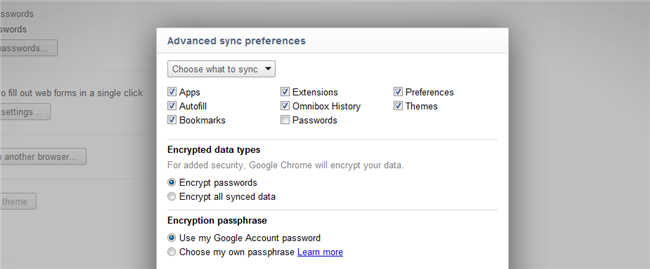 asswords
swords
passwords...
to fill out web forms in a single click
settings...
n another browser...
theme
Advanced sync preferences
Choose what to sync
Apps Extensions Preferences
Autofill Omnibox History Themes
Bookmarks Passwords
Encrypted data types
For added security, Google Chrome will encrypt your data.
Encrypt passwords
Encrypt all synced data
Encryption passphrase
Use my Google Account password
Choose my own passphrase Learn more